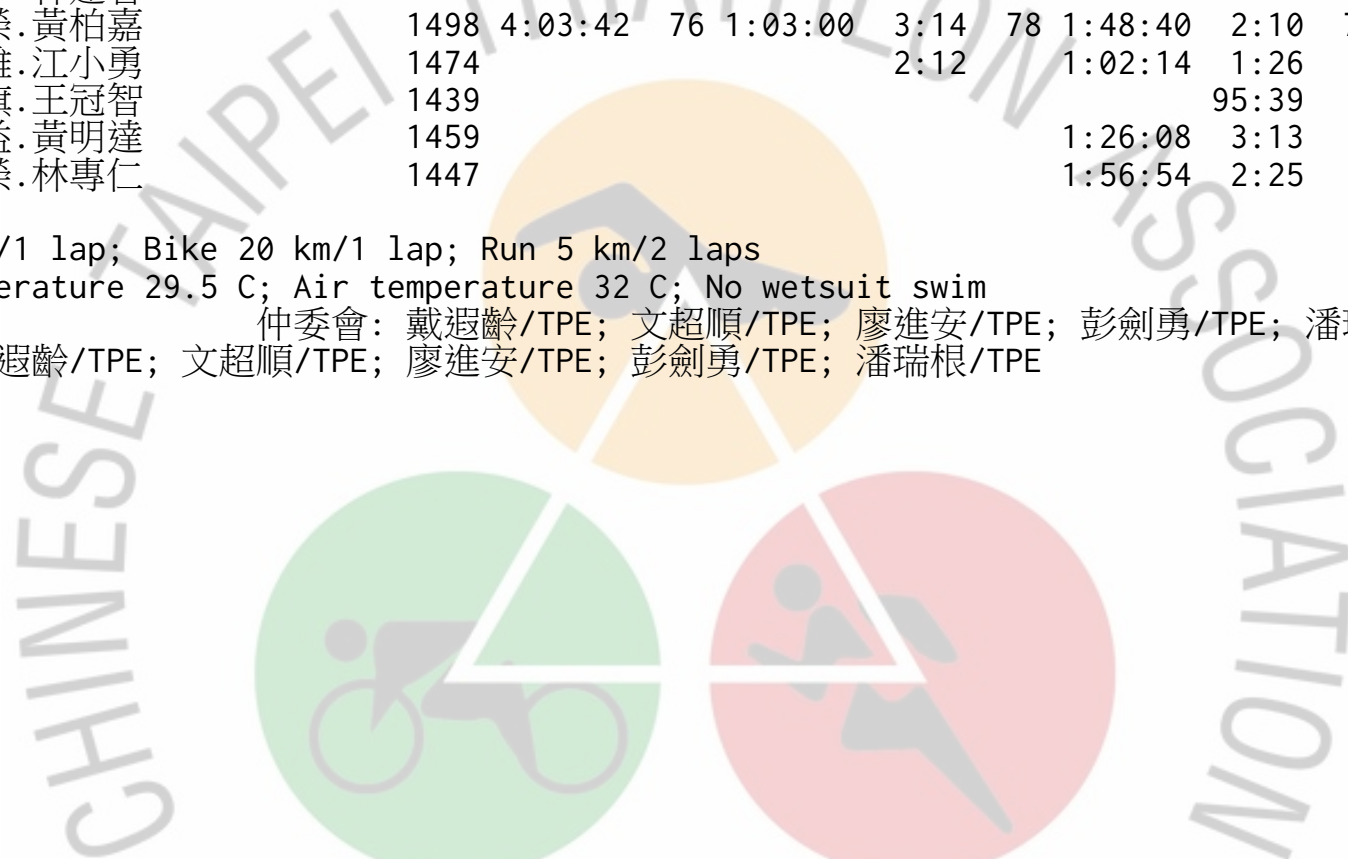 .黃柏嘉 1498 4:03:42 76 1:03:00 3:14 78 1:48:40 2:10
.江小勇 1474 2:12 1:02:14 1:26
.王冠智 1439 95:39
.黃明達 1459 1:26:08 3:13
.林專仁 1447 1:56:54 2:25
/1 lap; Bike 20 km/1 lap; Run 5 km/2 laps
erature 29.5 C; Air temperature 32 C; No wetsuit swim
仲委會: 戴遐齡/TPE; 文超順/TPE; 廖進安/TPE; 彭劍勇/TPE; 潘
遐齡/TPE; 文超順/TPE; 廖進安/TPE; 彭劍勇/TPE; 潘瑞根/TPE
CHINESE TAIPEI TRIATHLON ASSOCIATION